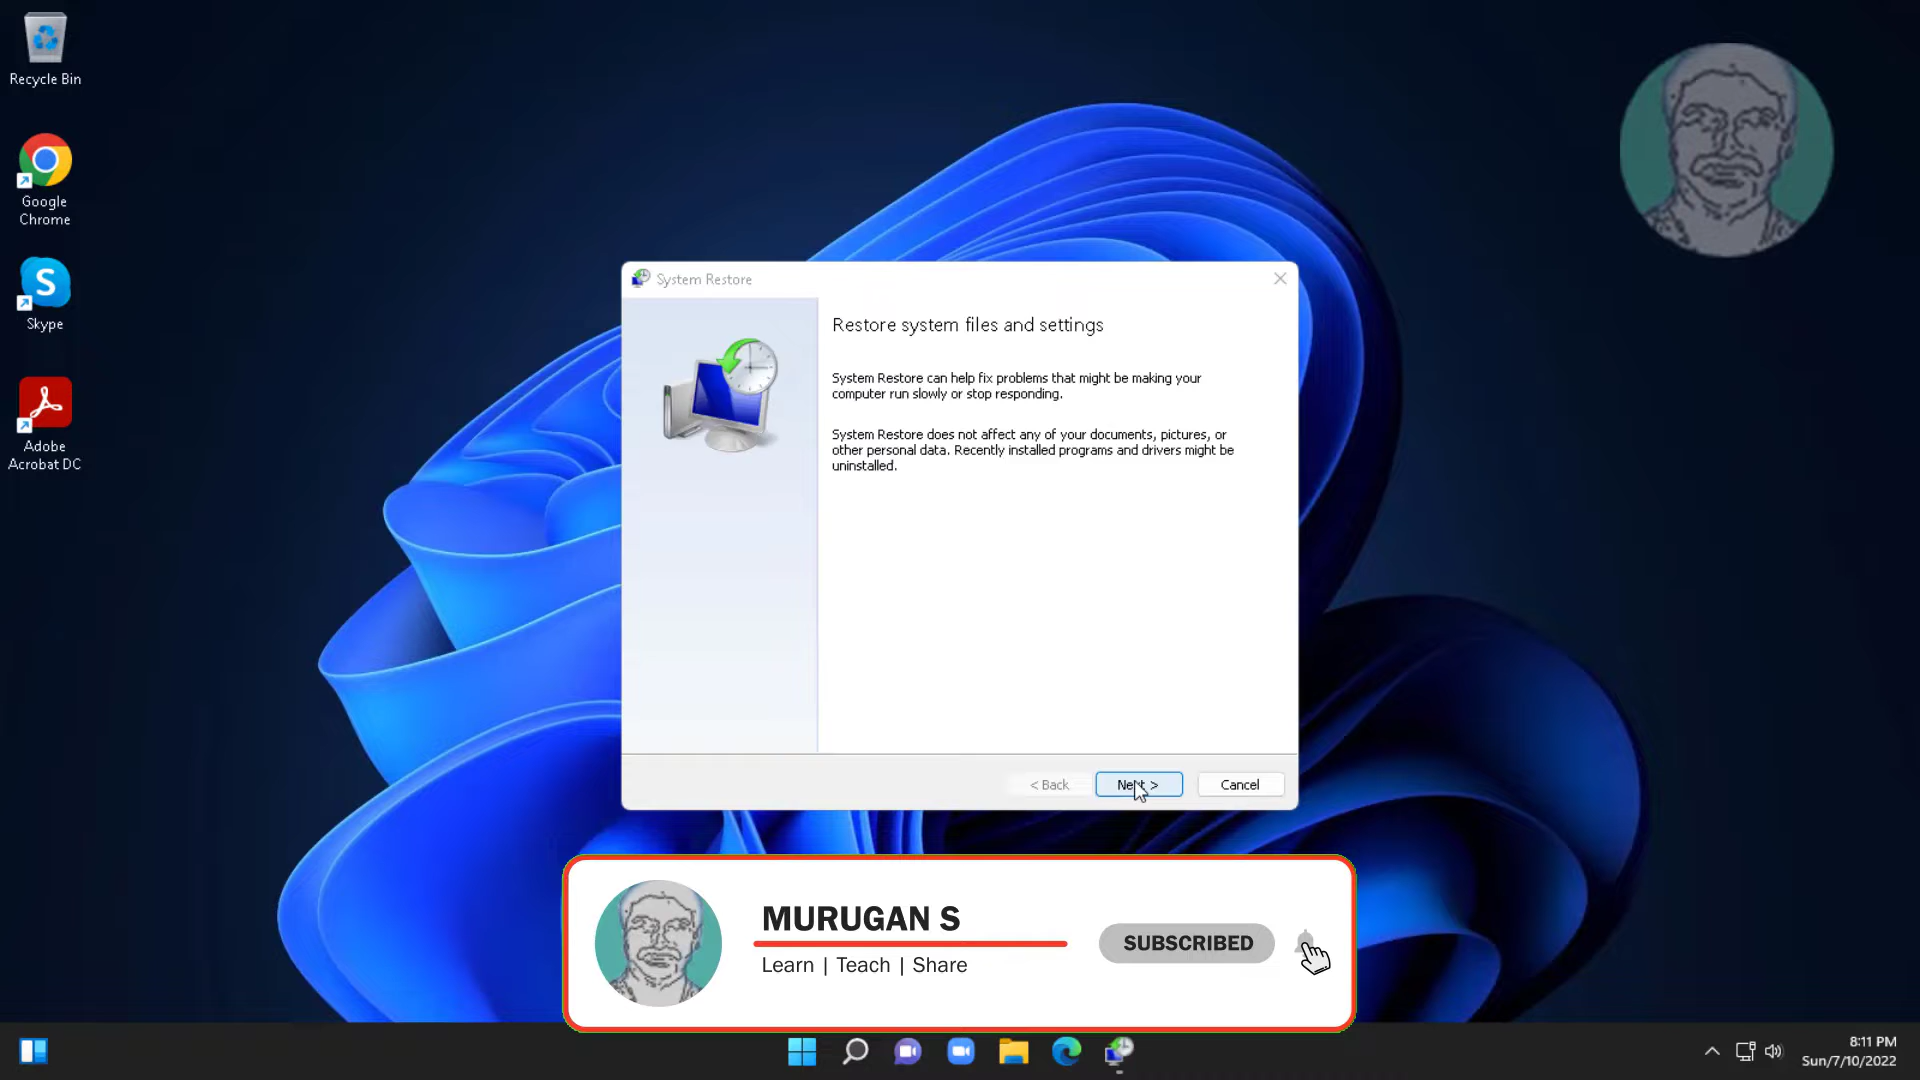 Recycle Bin
Google
Chrome
S
Skype
Adobe
Acrobat DC
System Restore
Restore system files and settings
System Restore can help fix problems that might be making your
computer run slowly or stop responding.
System Restore does not affect any of your documents, pictures, or
other personal data. Recently installed programs and drivers might be
uninstalled.
< Back
Next >
Cancel
MURUGAN S
Learn | Teach | Share
SUBSCRIBED
8:11 PM
Sun/7/10/2022